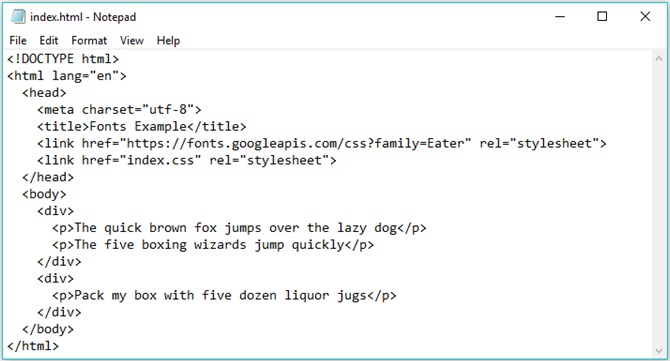 index.html - Notepad
File Edit Format View Help
<!DOCTYPE html>
<html lang="en">
  <head>
    <meta charset="utf-8">
    <title>Fonts Example</title>
    <link href="https://fonts.googleapis.com/css?family=Eater" rel="stylesheet">
    <link href="index.css" rel="stylesheet">
  </head>
  <body>
    <div>
      <p>The quick brown fox jumps over the lazy dog</p>
      <p>The five boxing wizards jump quickly</p>
    </div>
    <div>
      <p>Pack my box with five dozen liquor jugs</p>
    </div>
  </body>
</html>